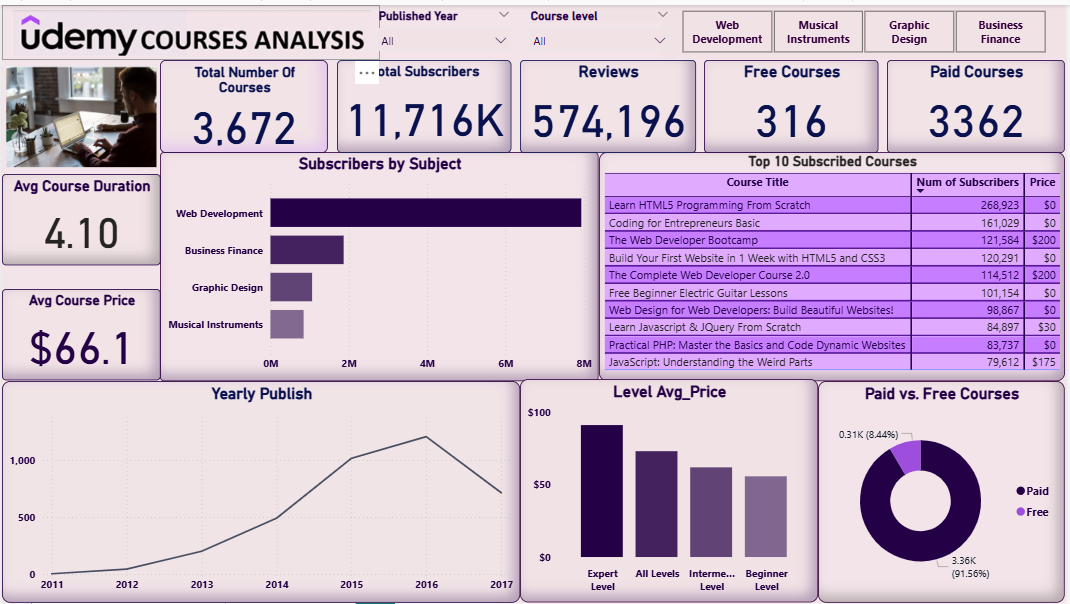 ûdemy COURSES ANALYSIS
Published Year
All
Course level
All
Web
Development
Musical
Instruments
Graphic
Design
Business
Finance
Total Number Of
Courses
3,672
otal Subscribers
11,716K
Reviews
574,196
Free Courses
316
Paid Courses
3362
Avg Course Duration
4.10
Avg Course Price
$66.1
Subscribers by Subject
Web Development
Business Finance
Graphic Design
Musical Instruments
0M 2M 4M 6M 8M
Top 10 Subscribed Courses
Course Title Num of Subscribers Price
Learn HTML5 Programming From Scratch 268,923 $0
Coding for Entrepreneurs Basic 161,029 $0
The Web Developer Bootcamp 121,584 $200
Build Your First Website in 1 Week with HTML5 and CSS3 120,291 $0
The Complete Web Developer Course 2.0 114,512 $200
Free Beginner Electric Guitar Lessons 101,154 $0
Web Design for Web Developers: Build Beautiful Websites! 98,867 $0
Learn Javascript & JQuery From Scratch 84,897 $30
Practical PHP: Master the Basics and Code Dynamic Websites 83,737 $0
JavaScript: Understanding the Weird Parts 79,612 $175
Yearly Publish
1,000
500
0
2011 2012 2013 2014 2015 2016 2017
Level Avg_Price
$100
$50
$0
Expert
Level
All Levels
Interme...
Level
Beginner
Level
Paid vs. Free Courses
0.31K (8.44%)
Paid
Free
3.36K
(91.56%)